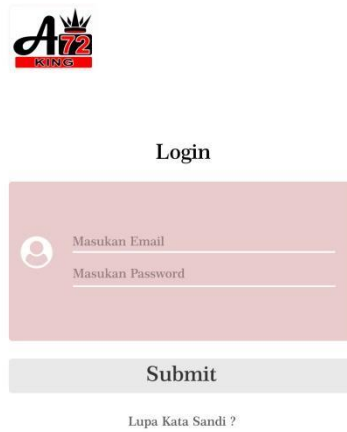 A72
KING
Login
Masukan Email
Masukan Password
Submit
Lupa Kata Sandi ?